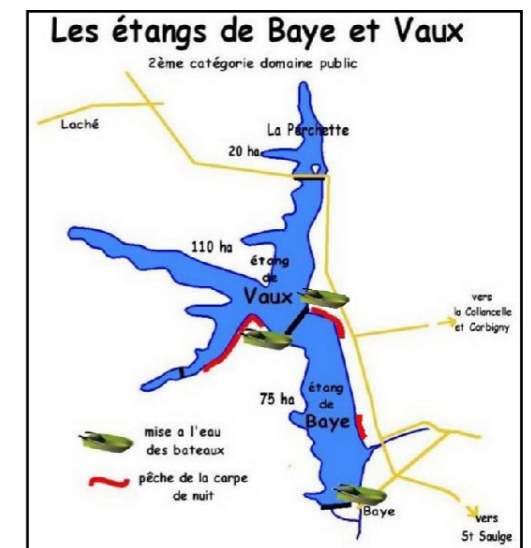 Les étangs de Baye et Vaux
2ème catégorie domaine public
Laché
La Perchette
20 ha
110 ha
étang
de
Vaux
vers
la Collancelle
et Corbigny
75 ha
étang
de
Baye
mise a l'eau
des bateaux
pêche de la carpe
de nuit
Baye
vers
St Saulge